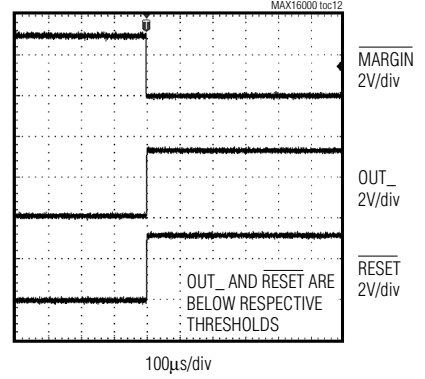 MAX16000 toc12
MARGIN
2V/div
OUT_
2V/div
RESET
2V/div
OUT_ AND RESET ARE
BELOW RESPECTIVE
THRESHOLDS
100μs/div